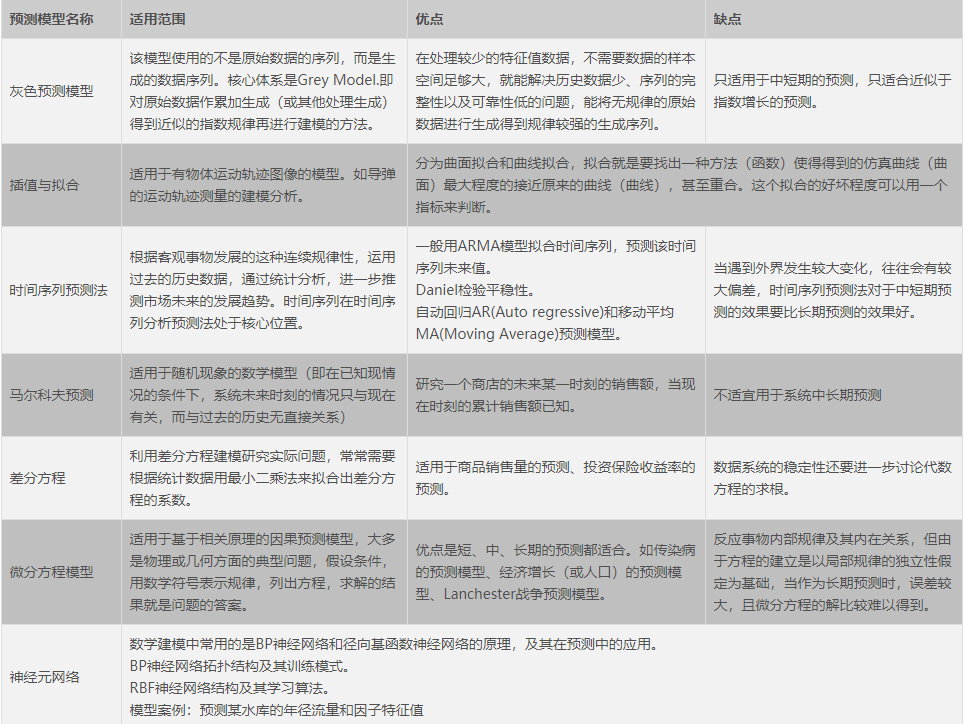 预测模型名称 适用范围 优点 缺点
灰色预测模型
该模型使用的不是原始数据的序列，而是生
成的数据序列。核心体系是Grey Model.即
对原始数据作累加生成（或其他处理生成）
得到近似的指数规律再进行建模的方法。
在处理较少的特征值数据，不需要数据的样本
空间足够大，就能解决历史数据少、序列的完
整性以及可靠性低的问题，能将无规律的原始
数据进行生成得到规律较强的生成序列。
只适用于中短期的预测，只适合近似于
指数增长的预测。
插值与拟合
适用于有物体运动轨迹图像的模型。如导弹
的运动轨迹测量的建模分析。
分为曲面拟合和曲线拟合，拟合就是要找出一种方法（函数）使得得到的仿真曲线（曲
面）最大程度的接近原来的曲线（曲线），甚至重合。这个拟合的好坏程度可以用一个
指标来判断。
时间序列预测法
根据客观事物发展的这种连续规律性，运用
过去的历史数据，通过统计分析，进一步推
测市场未来的发展趋势。时间序列在时间序
列分析预测法处于核心位置。
一般用ARMA模型拟合时间序列，预测该时间
序列未来值。
Daniel检验平稳性。
自动回归AR(Auto regressive)和移动平均
MA(Moving Average)预测模型。
当遇到外界发生较大变化，往往会有较
大偏差，时间序列预测法对于中短期预
测的效果要比长期预测的效果好。
马尔科夫预测
适用于随机现象的数学模型（即在已知现情
况的条件下，系统未来时刻的情况只与现在
有关，而与过去的历史无直接关系）
研究一个商店的未来某一时刻的销售额，当现
在时刻的累计销售额已知。
不适宜用于系统中长期预测
差分方程
利用差分方程建模研究实际问题，常常需要
根据统计数据用最小二乘法来拟合出差分方
程的系数。
适用于商品销售量的预测、投资保险收益率的
预测。
数据系统的稳定性还要进一步讨论代数
方程的求根。
微分方程模型
适用于基于相关原理的因果预测模型，大多
是物理或几何方面的典型问题，假设条件，
用数学符号表示规律，列出方程，求解的结
果就是问题的答案。
优点是短、中、长期的预测都适合。如传染病
的预测模型、经济增长（或人口）的预测模
型、Lanchester战争预测模型。
反应事物内部规律及其内在关系，但由
于方程的建立是以局部规律的独立性假
定为基础，当作为长期预测时，误差较
大，且微分方程的解比较难以得到。
神经元网络
数学建模中常用的是BP神经网络和径向基函数神经网络的原理，及其在预测中的应用。
BP神经网络拓扑结构及其训练模式。
RBF神经网络结构及其学习算法。
模型案例：预测某水库的年径流量和因子特征值